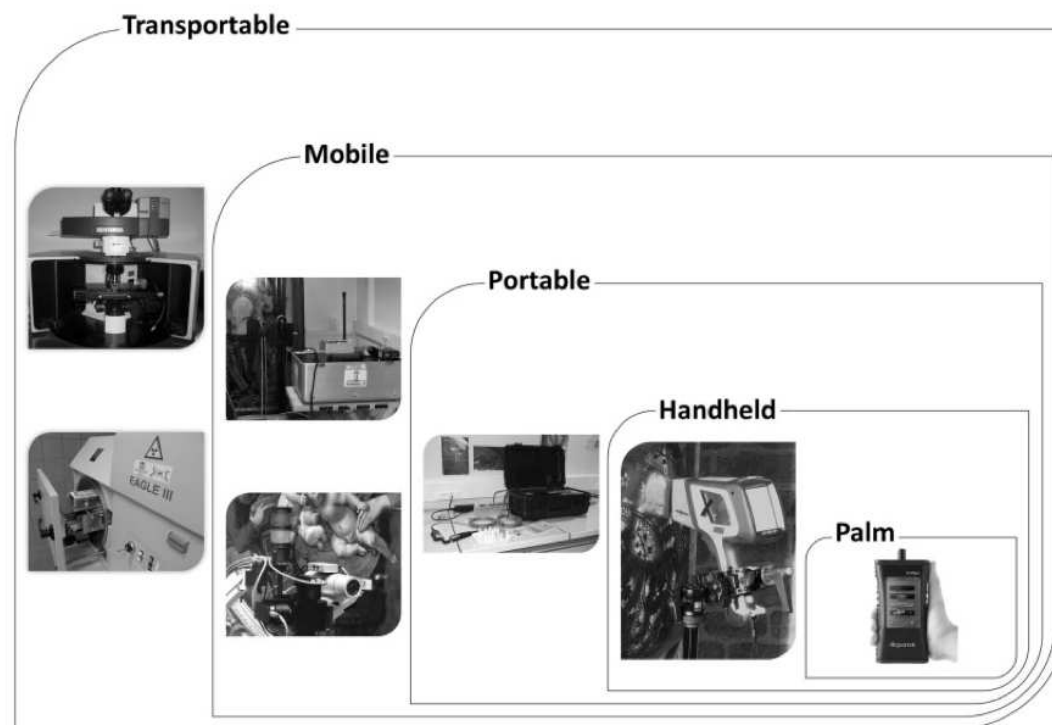 Transportable
Mobile
Portable
Handheld
Palm
EAGLE III